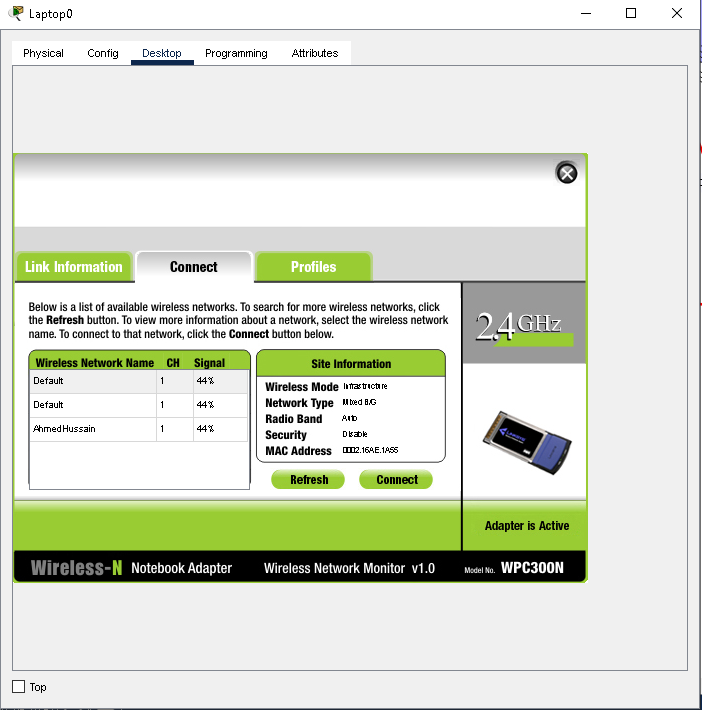 Laptop0
Physical Config Desktop Programming Attributes
Link Information Connect Profiles
Below is a list of available wireless networks. To search for more wireless networks, click
the Refresh button. To view more information about a network, select the wireless network
name. To connect to that network, click the Connect button below.
2.4GHz
Wireless Network Name CH Signal
Default 1 44%
Default 1 44%
AhmedHussain 1 44%
Site Information
Wireless Mode Infrastructure
Network Type Mixed B/G
Radio Band Auto
Security Disable
MAC Address 0002.16AE.1A55
Refresh Connect
Adapter is Active
Wireless-N Notebook Adapter Wireless Network Monitor v1.0 Model No. WPC300N
Top